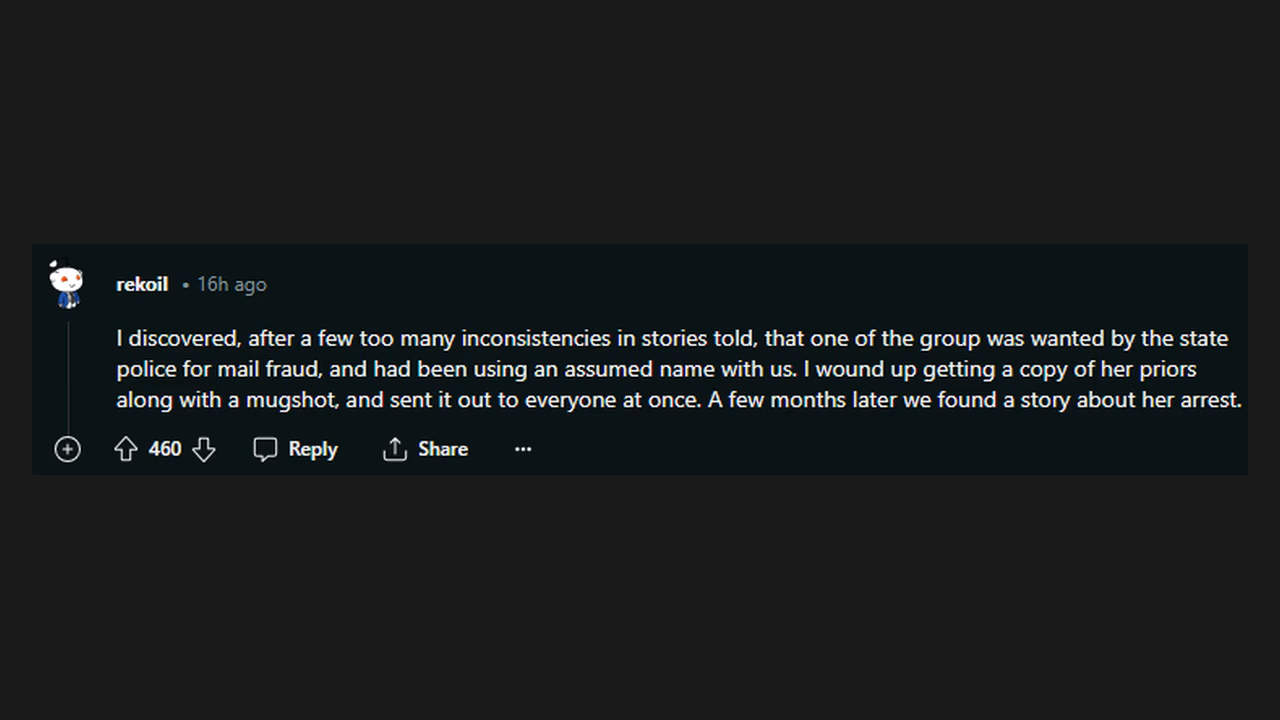 rekoil • 16h ago
I discovered, after a few too many inconsistencies in stories told, that one of the group was wanted by the state
police for mail fraud, and had been using an assumed name with us. I wound up getting a copy of her priors
along with a mugshot, and sent it out to everyone at once. A few months later we found a story about her arrest.
460 Reply Share ...